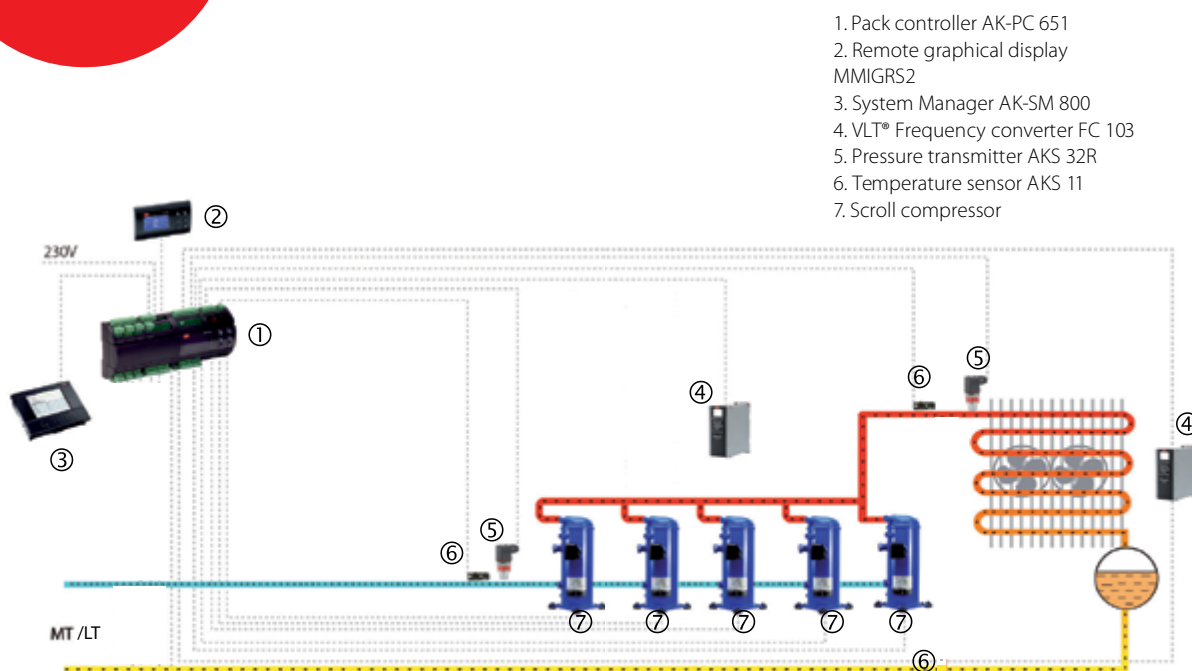 1. Pack controller AK-PC 651
2. Remote graphical display
MMIGRS2
3. System Manager AK-SM 800
4. VLT® Frequency converter FC 103
5. Pressure transmitter AKS 32R
6. Temperature sensor AKS 11
7. Scroll compressor
②
230V
①
⑤
⑥
④
④
③
⑤
⑥
⑦ ⑦ ⑦ ⑦ ⑦
MT /LT
⑥